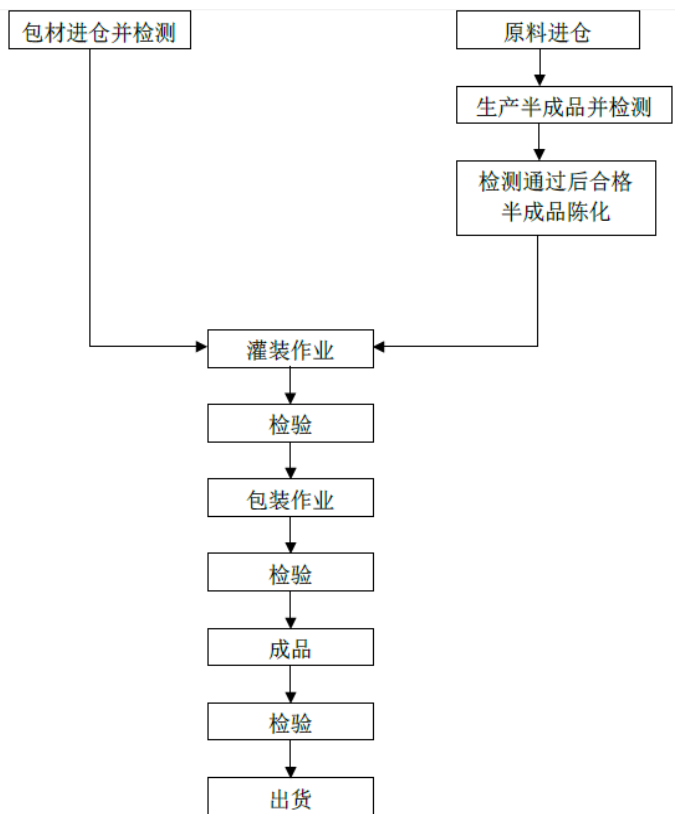 包材进仓并检测
原料进仓
生产半成品并检测
检测通过后合格
半成品陈化
灌装作业
检验
包装作业
检验
成品
检验
出货